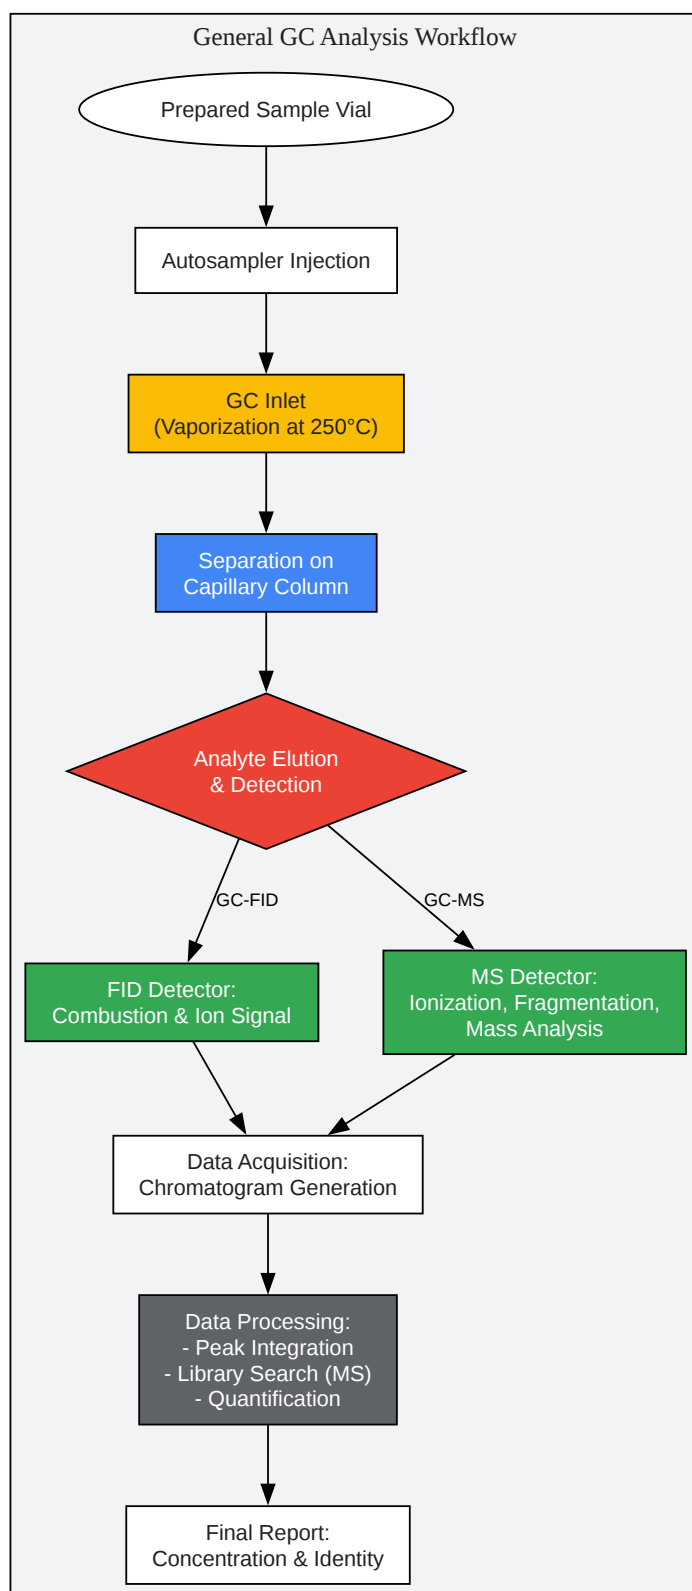 General GC Analysis Workflow
Prepared Sample Vial
Autosampler Injection
GC Inlet
(Vaporization at 250°C)
Separation on
Capillary Column
Analyte Elution
& Detection
GC-FID
GC-MS
FID Detector:
Combustion & Ion Signal
MS Detector:
Ionization, Fragmentation,
Mass Analysis
Data Acquisition:
Chromatogram Generation
Data Processing:
- Peak Integration
- Library Search (MS)
- Quantification
Final Report:
Concentration & Identity